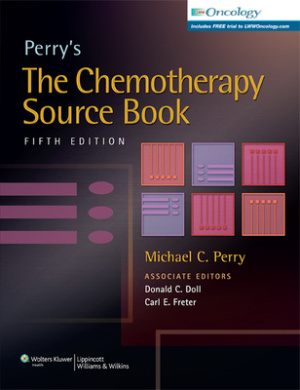 Oncology
Includes FREE trial to LWWOncology.com
Perry's
The Chemotherapy
Source Book
FIFTH EDITION
Michael C. Perry
ASSOCIATE EDITORS
Donald C. Doll
Carl E. Freter
Wolters Kluwer
Health
Lippincott
Williams & Wilkins